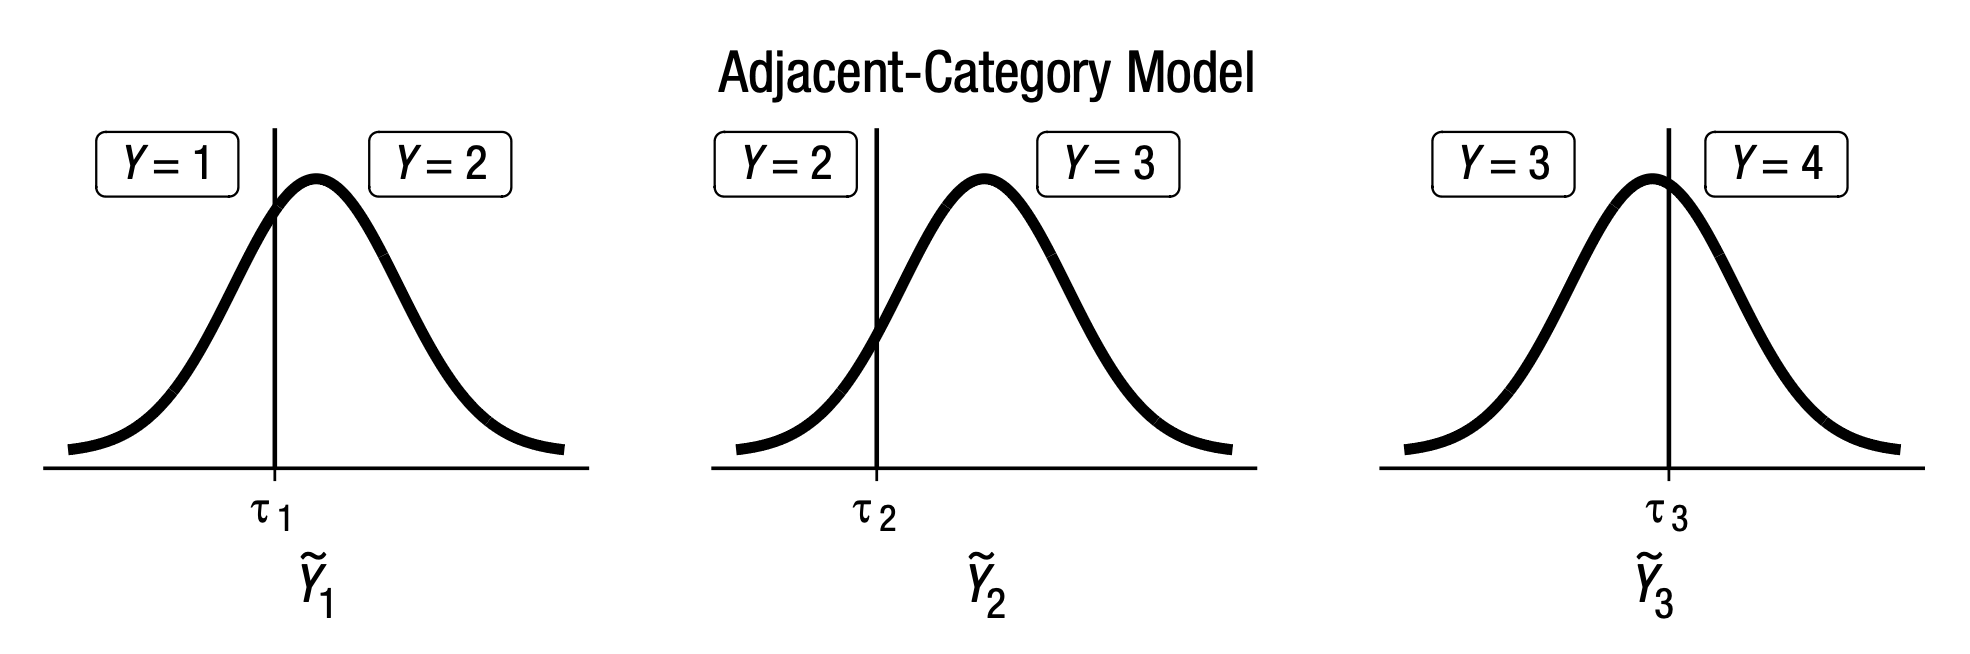 Adjacent-Category Model
Y = 1 Y = 2 Y = 2 Y = 3 Y = 3 Y = 4
τ₁ τ₂ τ₃
Ỹ₁ Ỹ₂ Ỹ₃